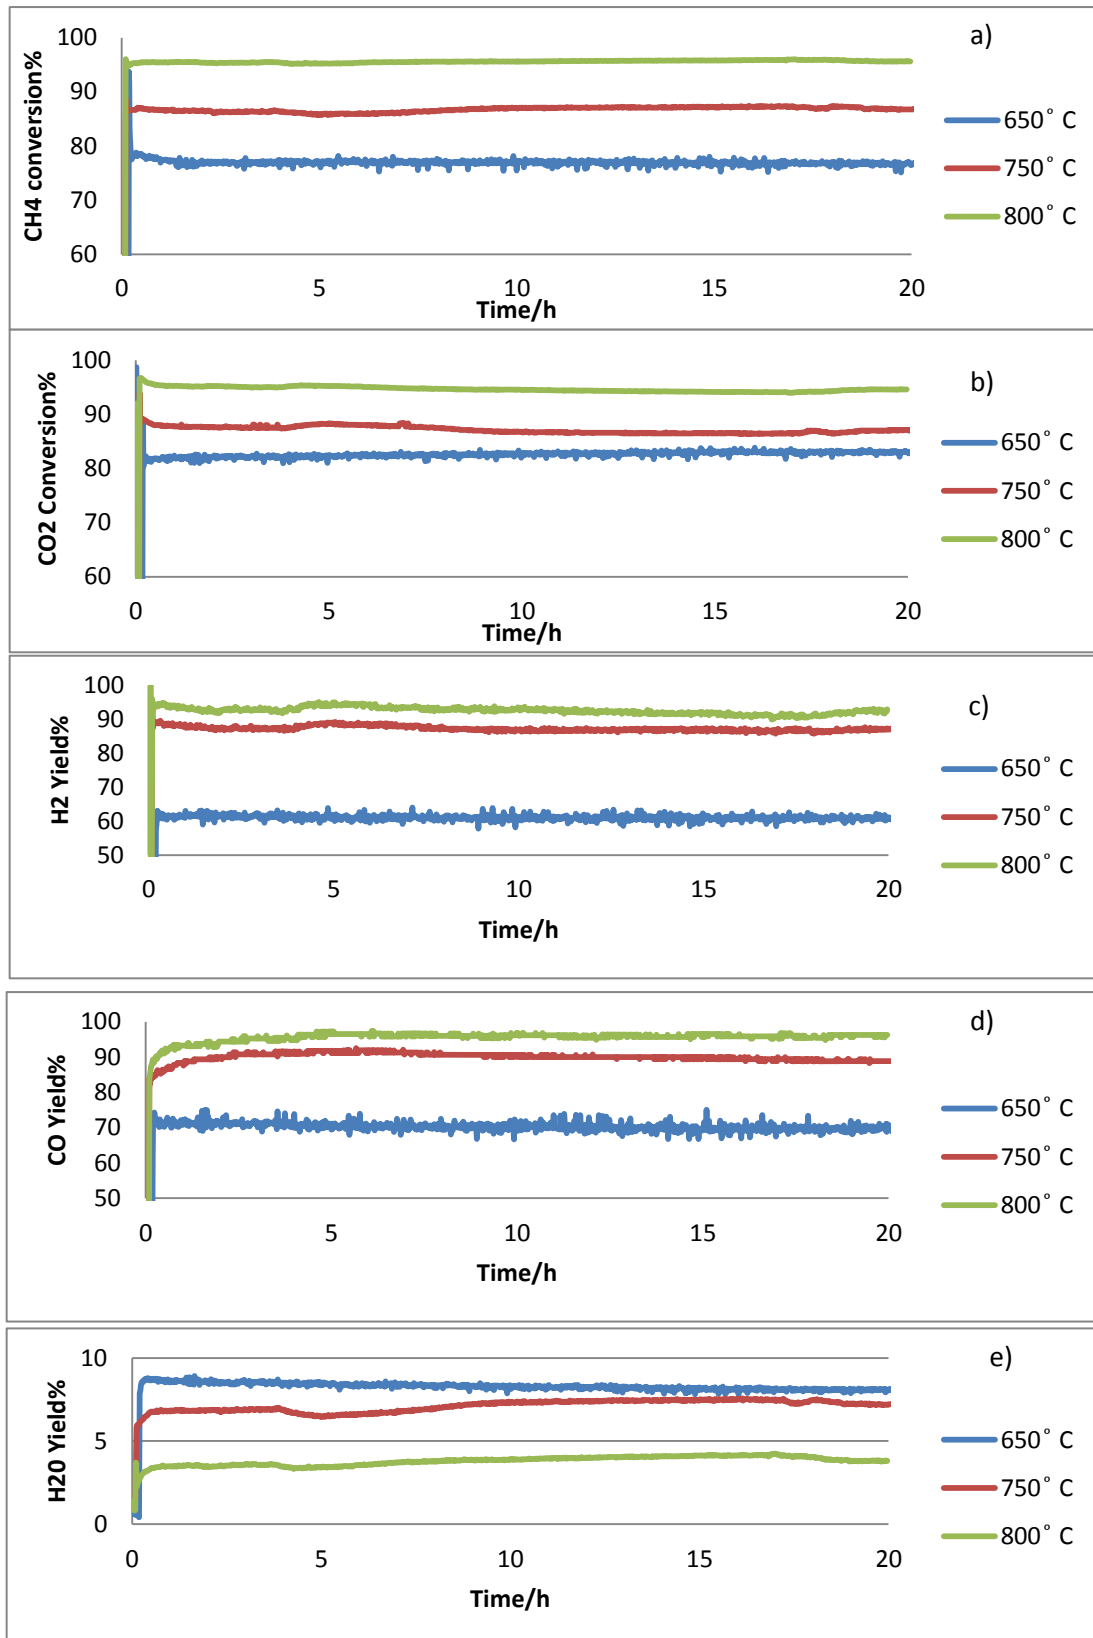 a)
CH4 conversion%
100
90
80
70
60
0 5 10 15 20
Time/h
650° C
750° C
800° C
b)
CO2 Conversion%
100
90
80
70
60
0 5 10 15 20
Time/h
650° C
750° C
800° C
c)
H2 Yield%
100
90
80
70
60
50
0 5 10 15 20
Time/h
650° C
750° C
800° C
d)
CO Yield%
100
90
80
70
60
50
0 5 10 15 20
Time/h
650° C
750° C
800° C
e)
H20 Yield%
10
5
0
0 5 10 15 20
Time/h
650° C
750° C
800° C